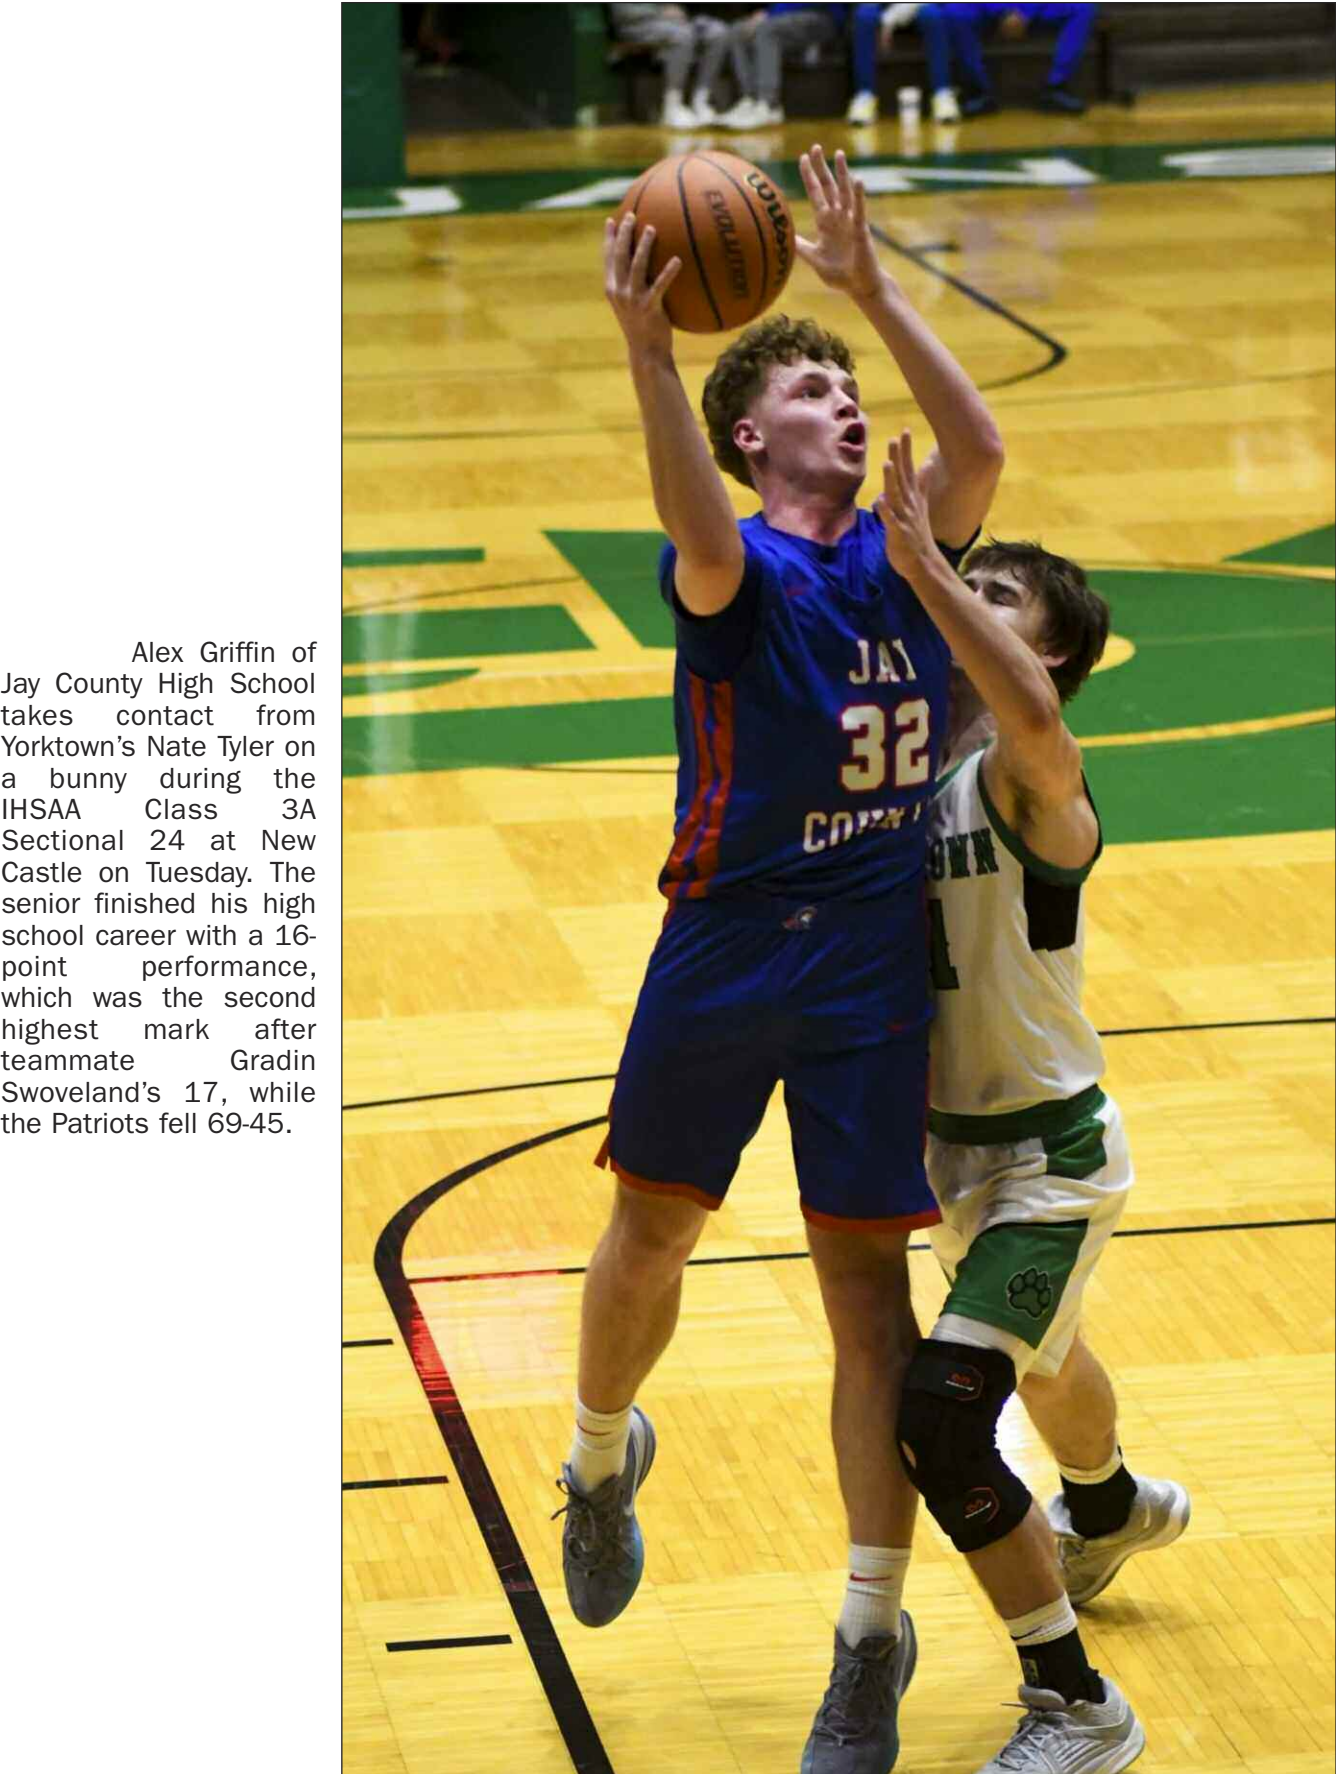 Alex Griffin of
Jay County High School
takes contact from
Yorktown's Nate Tyler on
a bunny during the
IHSAA Class 3A
Sectional 24 at New
Castle on Tuesday. The
senior finished his high
school career with a 16-
point performance,
which was the second
highest mark after
teammate Gradin
Swoveland's 17, while
the Patriots fell 69-45.
Wilson
EVOLUTION
JAY
32
COUNTY